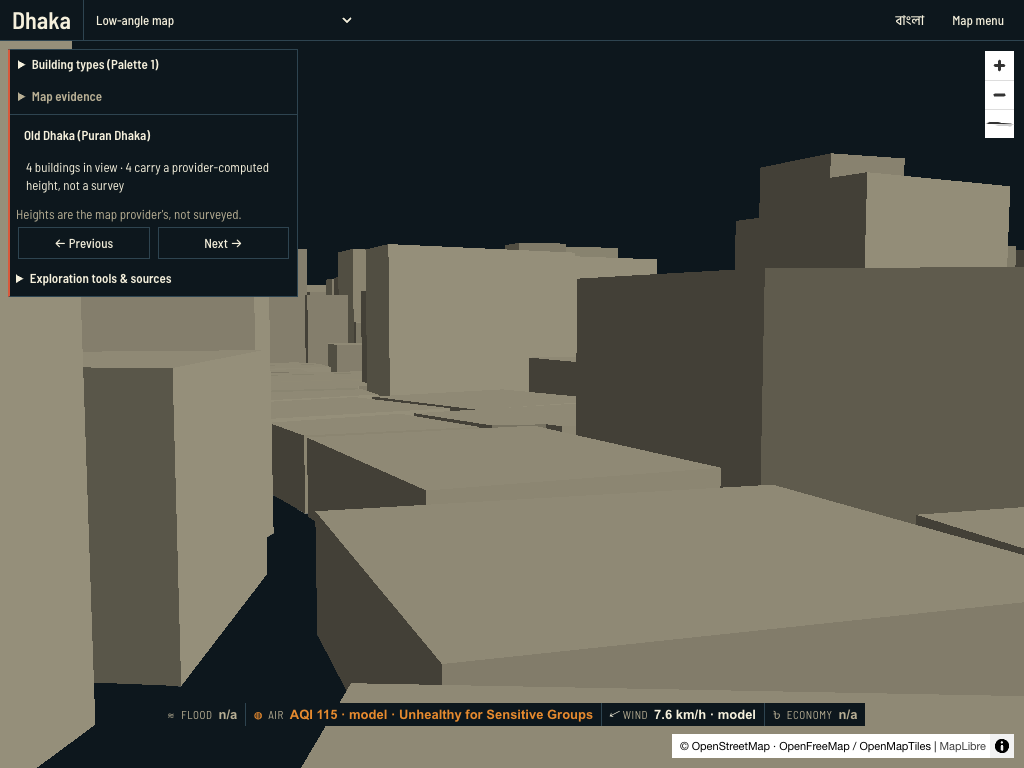 Dhaka
Low-angle map
বাংলা
Map menu
Building types (Palette 1)
Map evidence
Old Dhaka (Puran Dhaka)
4 buildings in view · 4 carry a provider-computed
height, not a survey
Heights are the map provider's, not surveyed.
← Previous
Next →
Exploration tools & sources
≈ FLOOD n/a
AIR AQI 115 · model · Unhealthy for Sensitive Groups
WIND 7.6 km/h · model
৳ ECONOMY n/a
© OpenStreetMap · OpenFreeMap / OpenMapTiles | MapLibre